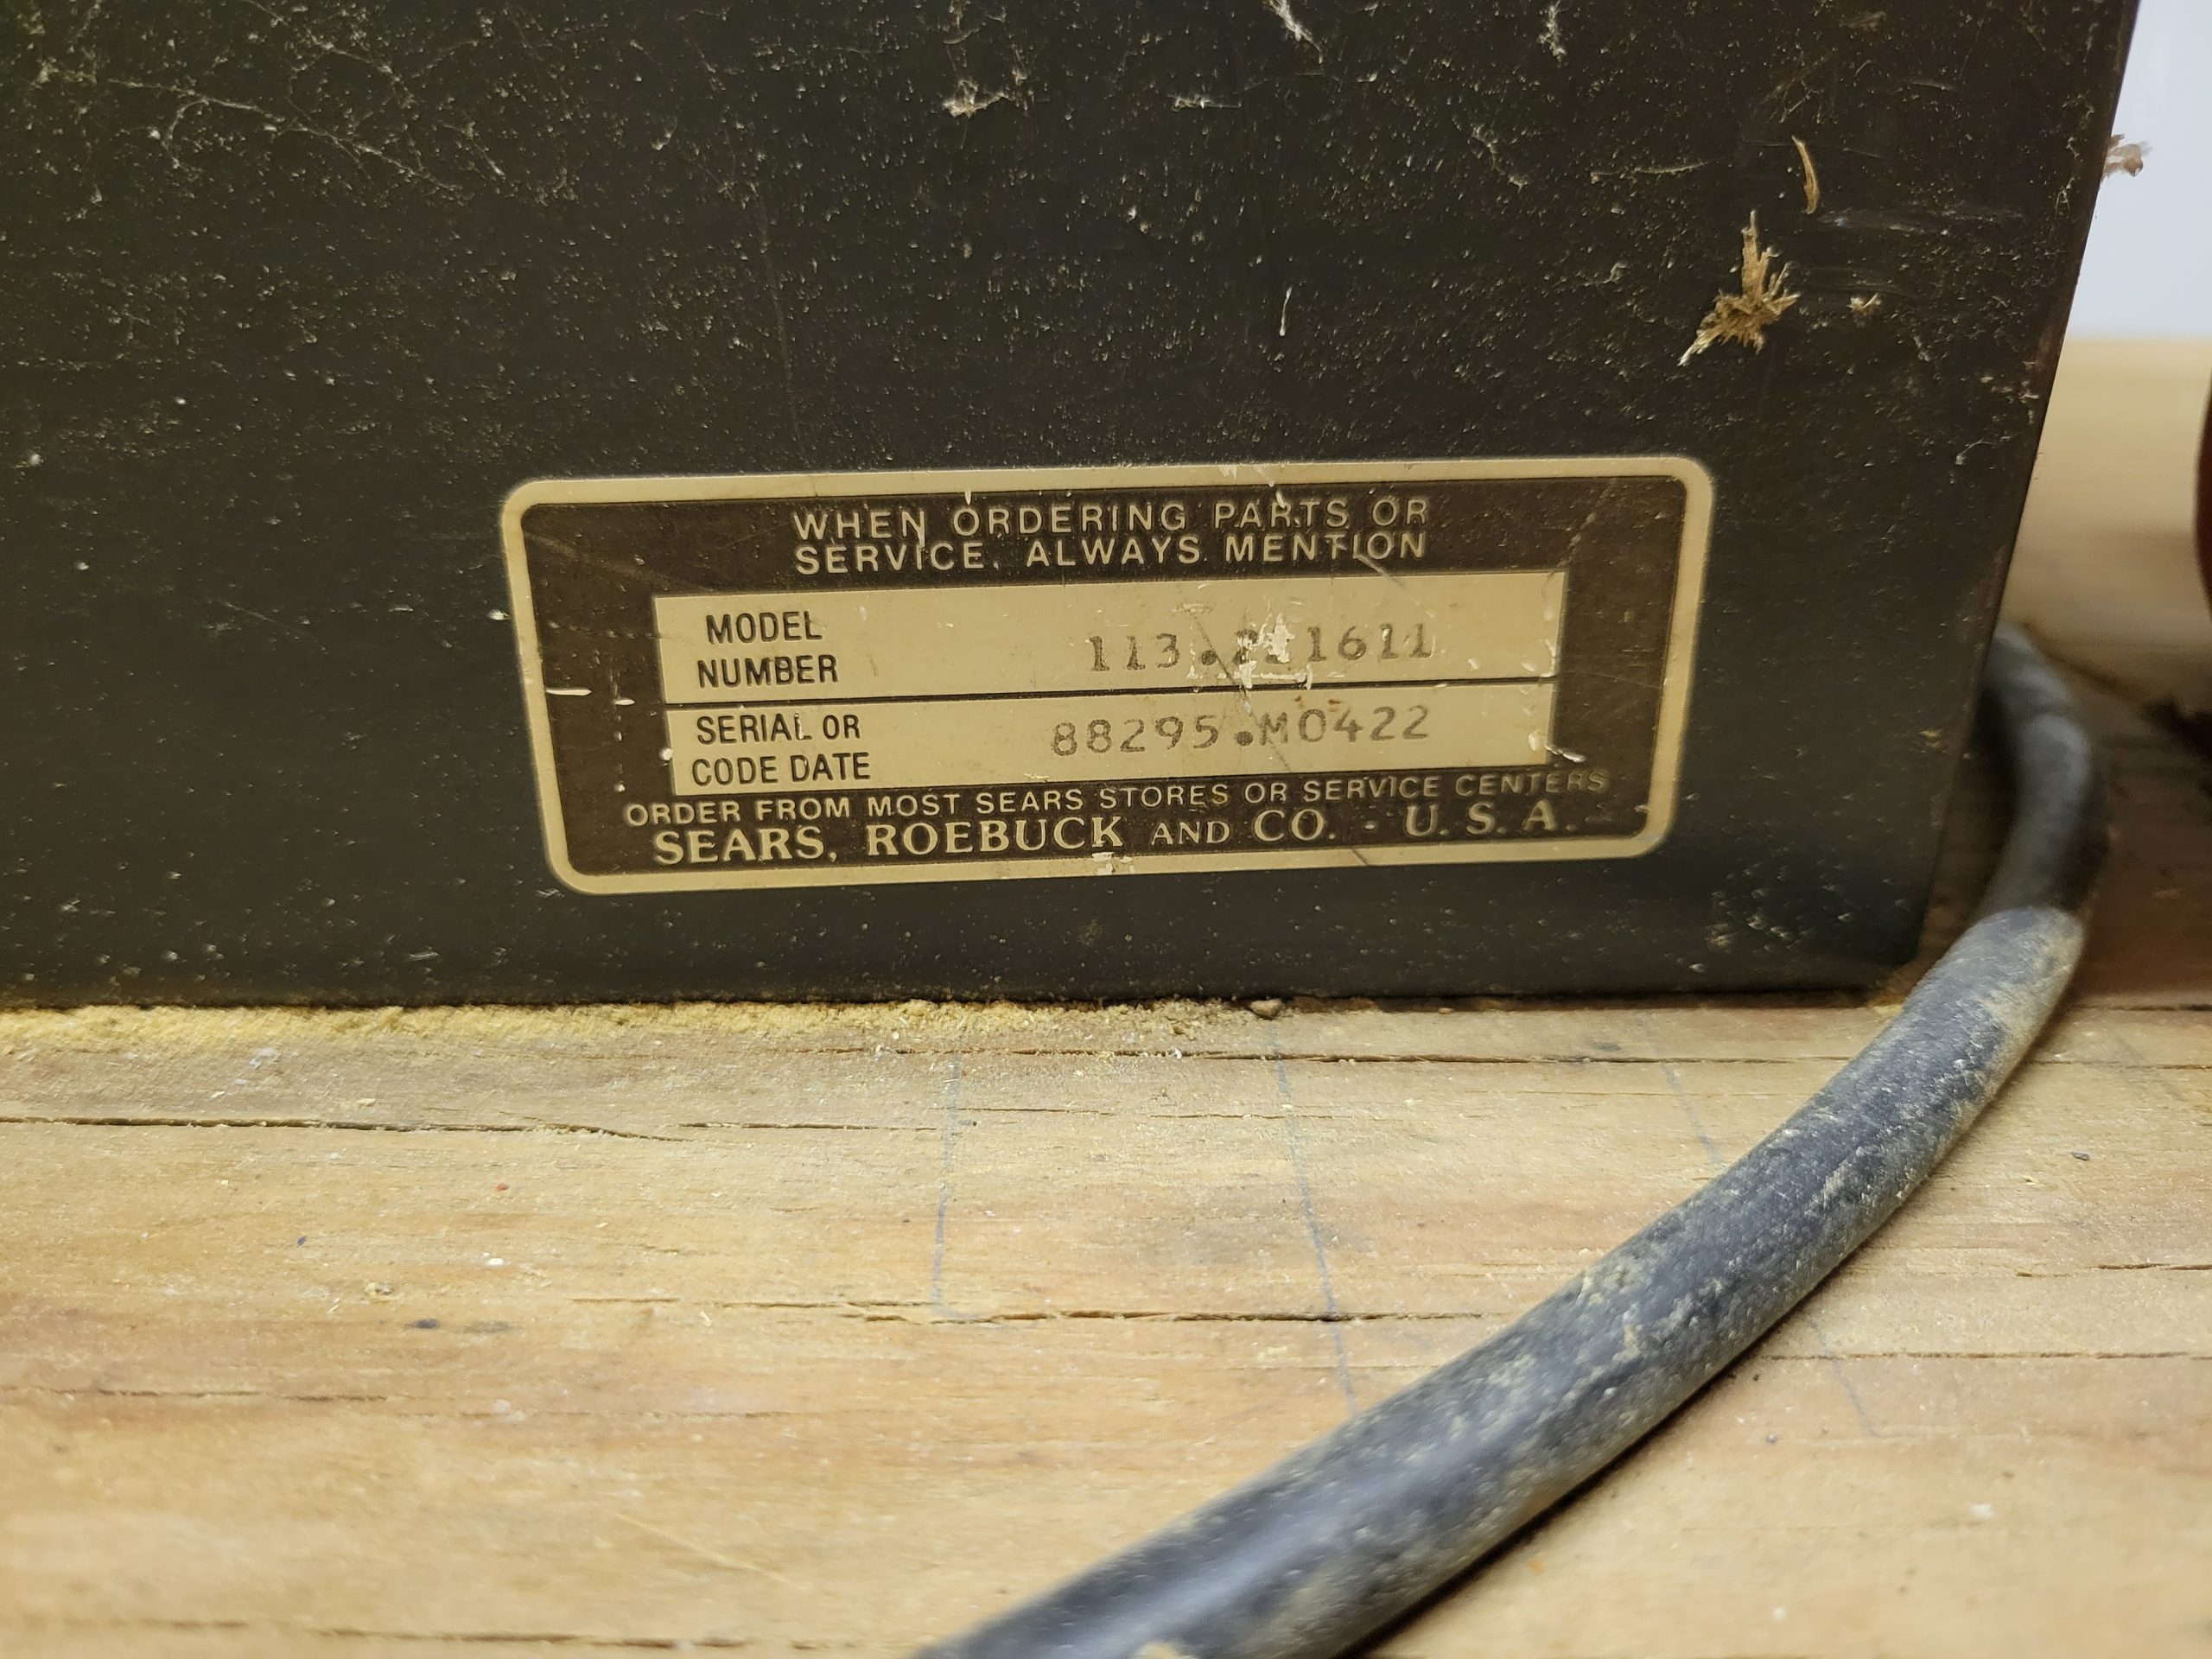 WHEN ORDERING PARTS OR
SERVICE, ALWAYS MENTION
MODEL
NUMBER
SERIAL OR
CODE DATE
88295.M0422
ORDER FROM MOST SEARS STORES OR SERVICE CENTERS
SEARS, ROEBUCK AND CO. - U. S. A.